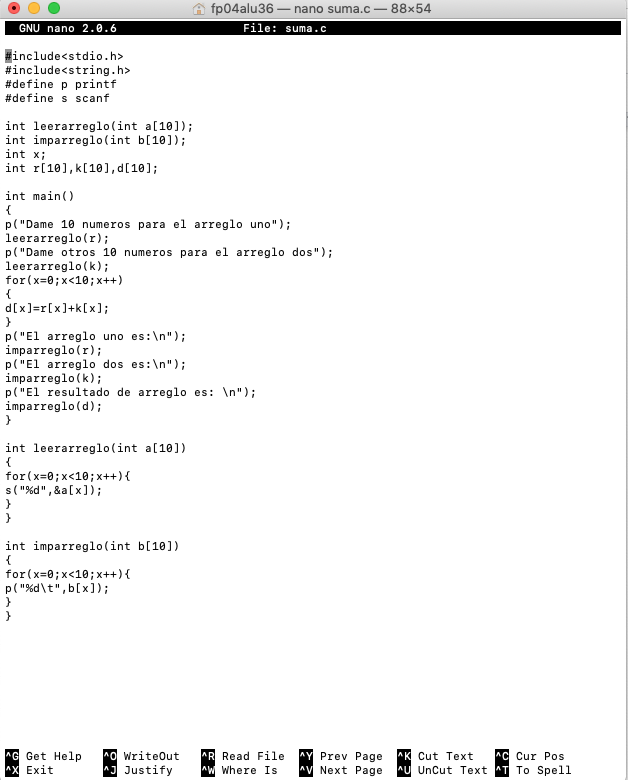 fp04alu36 — nano suma.c — 88×54
GNU nano 2.0.6 File: suma.c
#include<stdio.h>
#include<string.h>
#define p printf
#define s scanf
int leerarreglo(int a[10]);
int imparreglo(int b[10]);
int x;
int r[10],k[10],d[10];
int main()
{
p("Dame 10 numeros para el arreglo uno");
leerarreglo(r);
p("Dame otros 10 numeros para el arreglo dos");
leerarreglo(k);
for(x=0;x<10;x++)
{
d[x]=r[x]+k[x];
}
p("El arreglo uno es:\n");
imparreglo(r);
p("El arreglo dos es:\n");
imparreglo(k);
p("El resultado de arreglo es: \n");
imparreglo(d);
}
int leerarreglo(int a[10])
{
for(x=0;x<10;x++){
s("%d",&a[x]);
}
}
int imparreglo(int b[10])
{
for(x=0;x<10;x++){
p("%d\t",b[x]);
}
}
^G Get Help ^O WriteOut ^R Read File ^Y Prev Page ^K Cut Text ^C Cur Pos
^X Exit ^J Justify ^W Where Is ^V Next Page ^U UnCut Text ^T To Spell